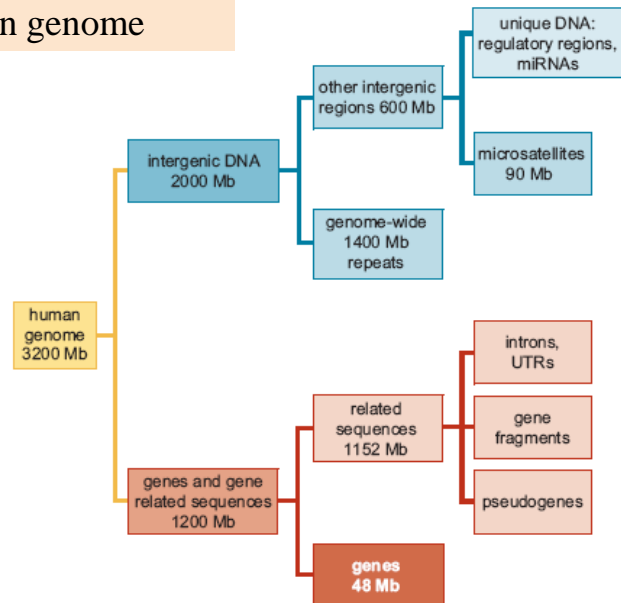 n genome
unique DNA:
regulatory regions,
miRNAs
other intergenic
regions 600 Mb
intergenic DNA
2000 Mb
microsatellites
90 Mb
genome-wide
1400 Mb
repeats
human
genome
3200 Mb
introns,
UTRs
related
sequences
1152 Mb
gene
fragments
genes and gene
related sequences
1200 Mb
pseudogenes
genes
48 Mb